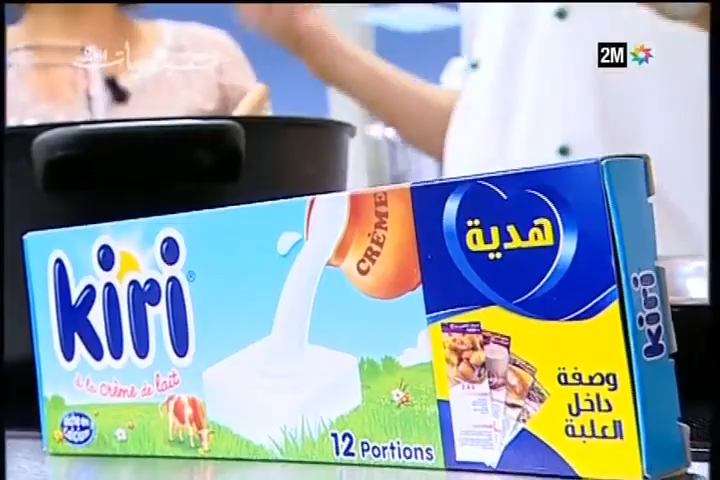 2M
kiri
à la crème de lait
CRÈME
12 Portions
هدية
وصفة
داخل
العلبة
kiri